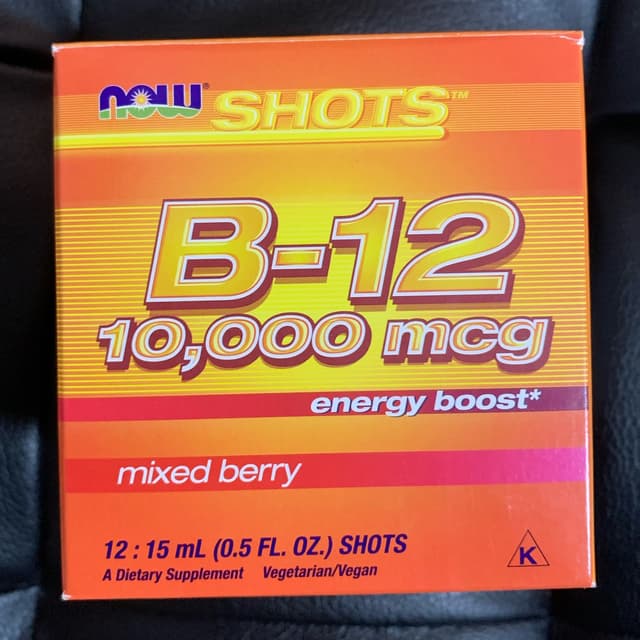 NOW® SHOTS™
B-12
10,000 mcg
energy boost*
mixed berry
12 : 15 mL (0.5 FL. OZ.) SHOTS
A Dietary Supplement Vegetarian/Vegan
K